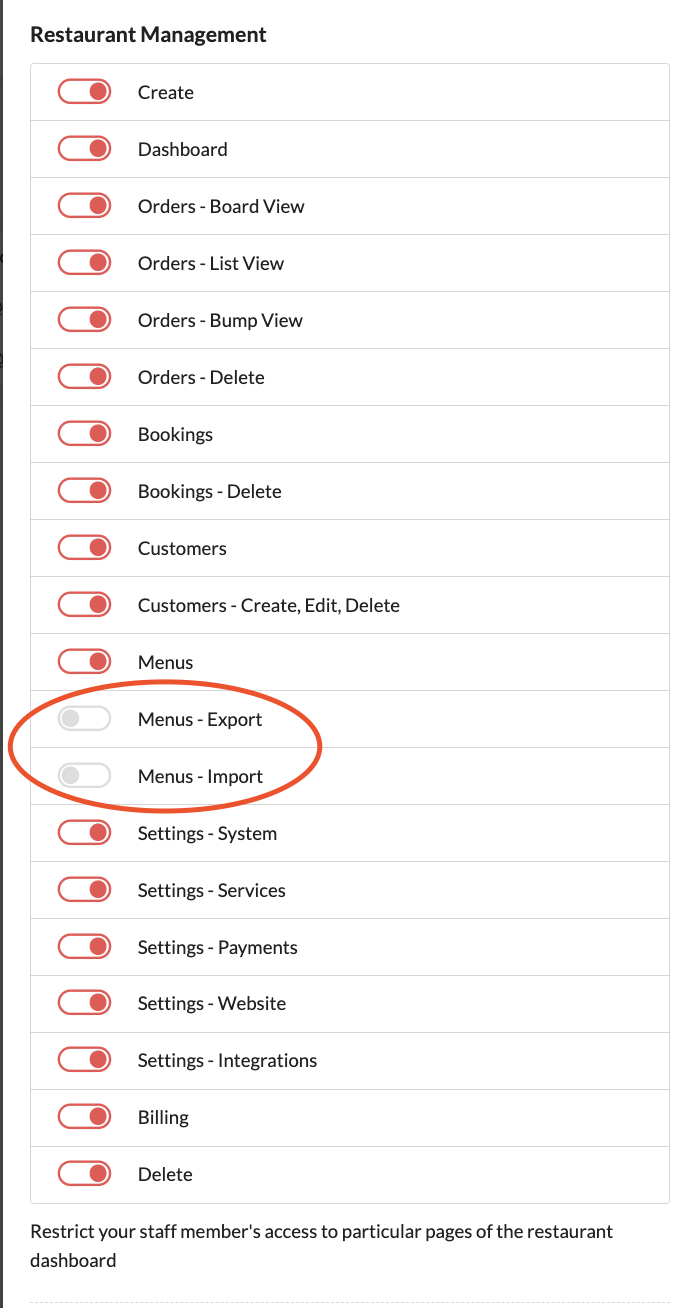 Restaurant Management
Create
Dashboard
Orders - Board View
Orders - List View
Orders - Bump View
Orders - Delete
Bookings
Bookings - Delete
Customers
Customers - Create, Edit, Delete
Menus
Menus - Export
Menus - Import
Settings - System
Settings - Services
Settings - Payments
Settings - Website
Settings - Integrations
Billing
Delete
Restrict your staff member's access to particular pages of the restaurant
dashboard